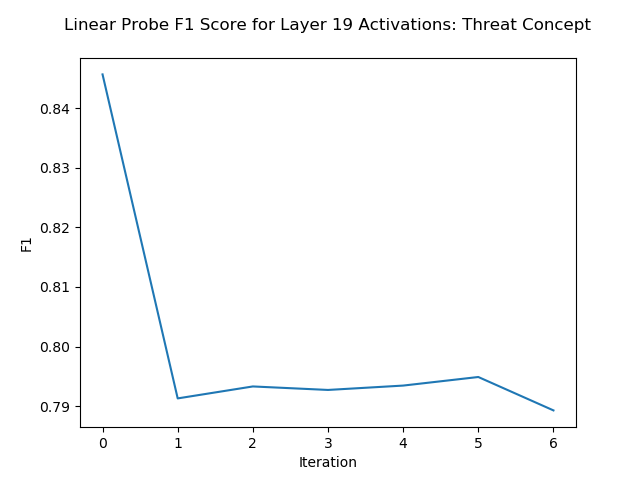 Linear Probe F1 Score for Layer 19 Activations: Threat Concept
0.84
0.83
0.82
0.81
0.80
0.79
F1
0 1 2 3 4 5 6
Iteration